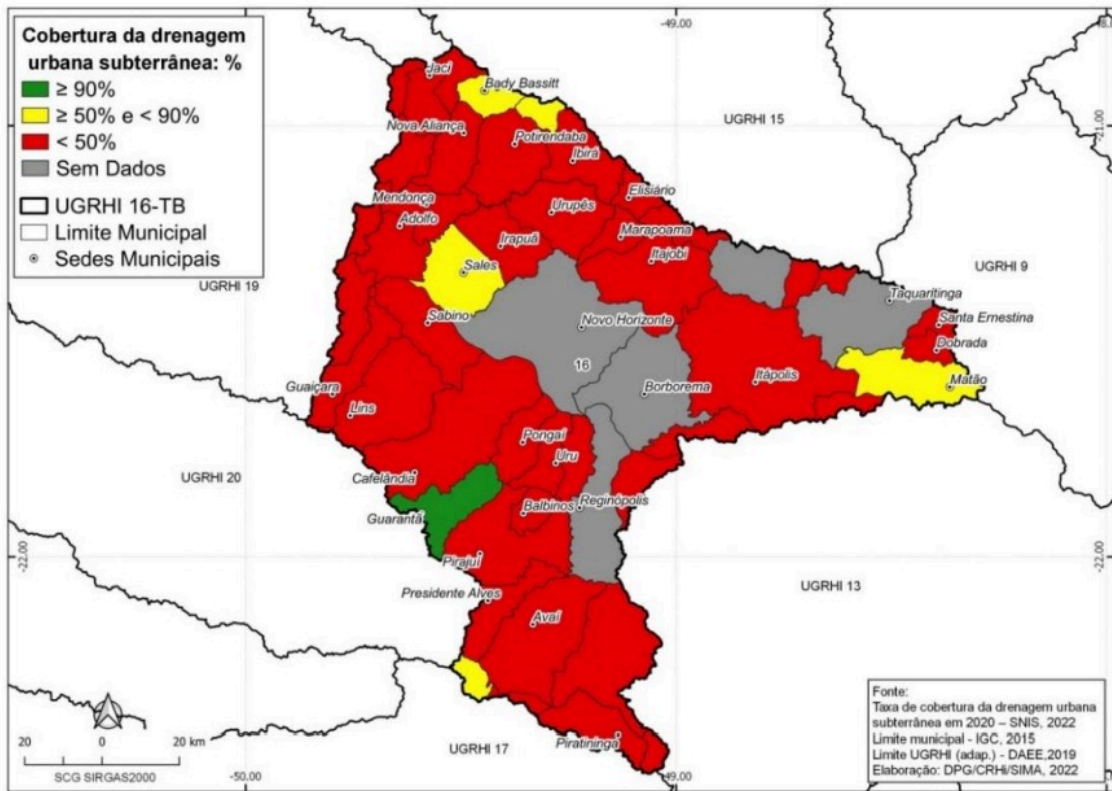 -49.00
Cobertura da drenagem
urbana subterrânea: %
≥ 90%
≥ 50% e < 90%
< 50%
Sem Dados
UGRHI 16-TB
Limite Municipal
Sedes Municipais
Jaci
Bady Bassitt
UGRHI 15
-21.00
Nova Aliança
Potirendaba
Ibirá
Mendonça
Elisiário
Adolfo
Urupês
Marapoama
Irapuã
Itajobi
UGRHI 9
Sales
UGRHI 19
Taquaritinga
Sabino
Novo Horizonte
Santa Ernestina
Dobrada
16
Guaiçara
Borborema
Itápolis
Matão
Lins
Pongaí
Uru
UGRHI 20
Cafelândia
Guarantã
Balbinos
Reginópolis
-22.00
Pirajuí
-22.00
UGRHI 13
Presidente Alves
Avaí
Fonte:
Taxa de cobertura da drenagem urbana
subterrânea em 2020 – SNIS, 2022
Limite municipal - IGC, 2015
Limite UGRHI (adap.) - DAEE,2019
Elaboração: DPG/CRHi/SIMA, 2022
20 0 20 km
UGRHI 17
Piratininga
SCG SIRGAS2000
-50.00
-49.00